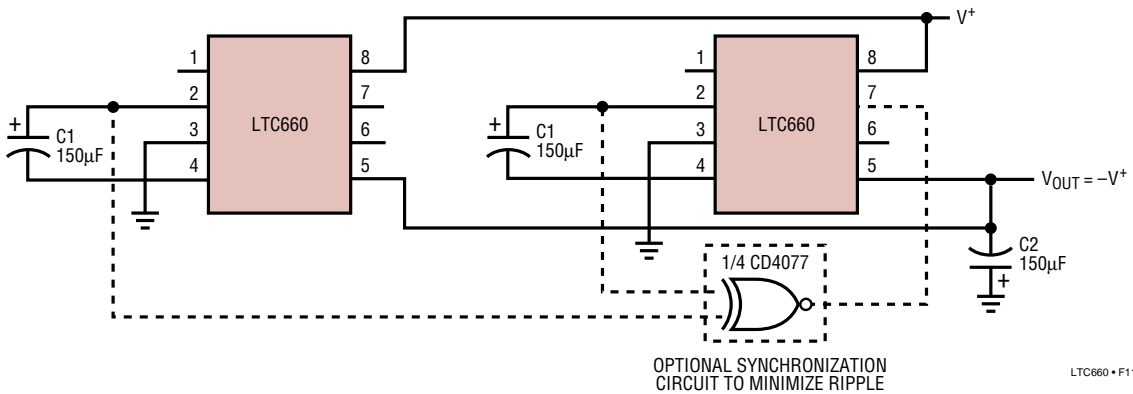 V+
1
8
2
7
3
6
4
5
LTC660
+
C1
150µF
1
8
2
7
3
6
4
5
LTC660
+
C1
150µF
VOUT = –V+
C2
150µF
+
1/4 CD4077
OPTIONAL SYNCHRONIZATION
CIRCUIT TO MINIMIZE RIPPLE
LTC660 • F11